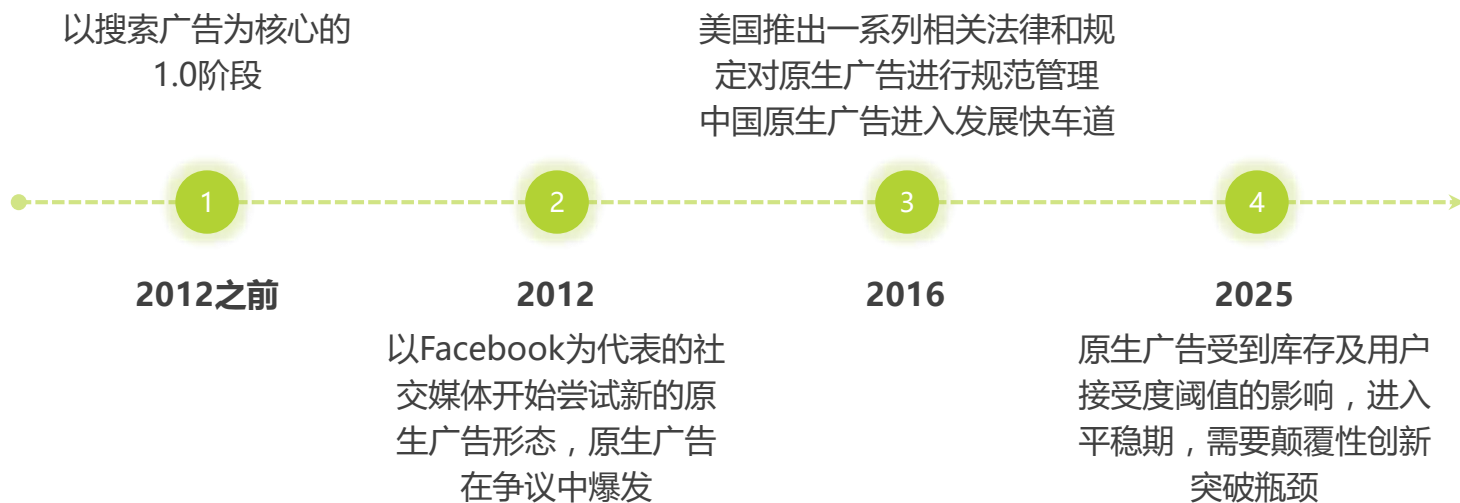 以搜索广告为核心的
1.0阶段
美国推出一系列相关法律和规
定对原生广告进行规范管理
中国原生广告进入发展快车道
1
2
3
4
2012之前
2012
2016
2025
以Facebook为代表的社
交媒体开始尝试新的原
生广告形态，原生广告
在争议中爆发
原生广告受到库存及用户
接受度阈值的影响，进入
平稳期，需要颠覆性创新
突破瓶颈